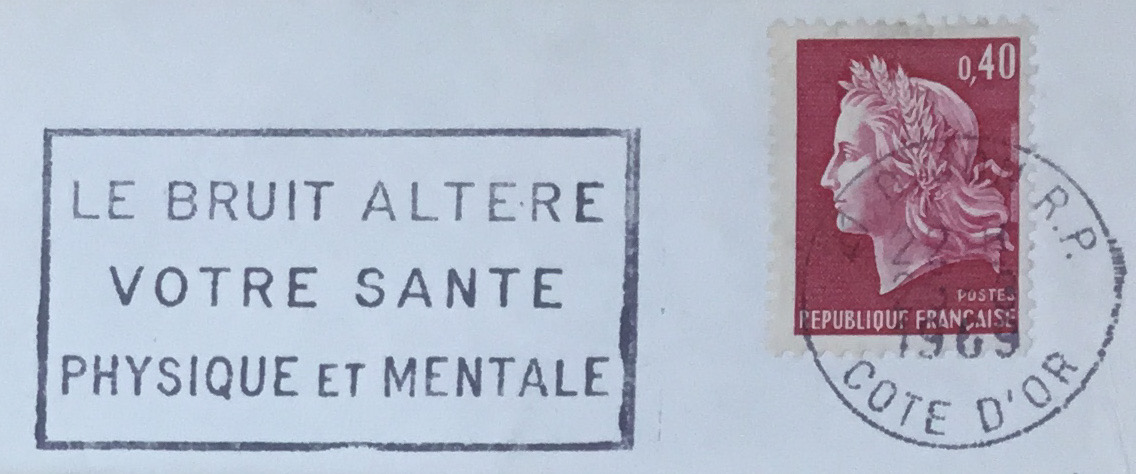 LE BRUIT ALTERE
VOTRE SANTE
PHYSIQUE ET MENTALE
0,40
POSTES
REPUBLIQUE FRANÇAISE
R.P.
1969
COTE D'OR